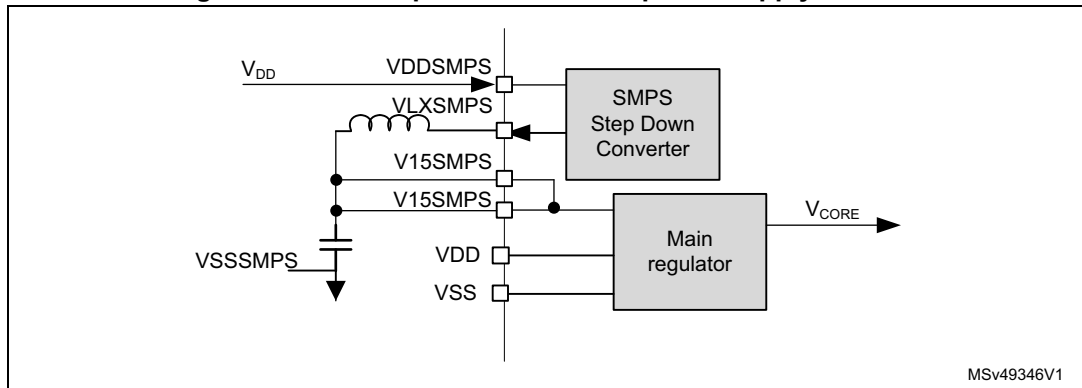 V_DD
VDDSMPS
VLXSMPS
SMPS
Step Down
Converter
V15SMPS
V15SMPS
V_CORE
Main
regulator
VDD
VSSSMPS
VSS
MSv49346V1